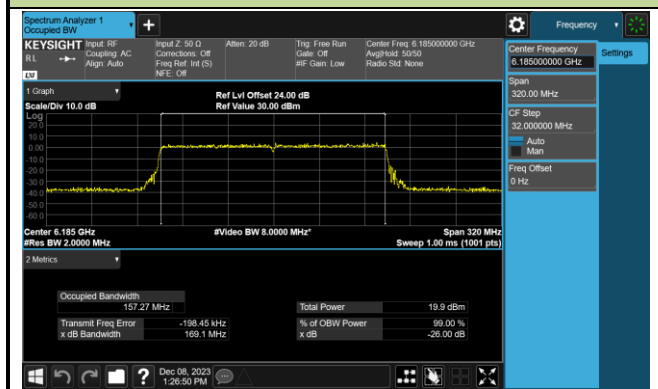 Spectrum Analyzer 1
Occupied BW
Frequency
KEYSIGHT
RL
LXI
Input: RF
Coupling: AC
Align: Auto
Input Z: 50 Ω
Corrections: Off
Freq Ref: Int (S)
NFE: Off
Atten: 20 dB
Trig: Free Run
Gate: Off
#IF Gain: Low
Center Freq: 6.185000000 GHz
Avg|Hold: 50/50
Radio Std: None
Center Frequency
6.185000000 GHz
Settings
Span
320.00 MHz
CF Step
32.000000 MHz
Auto
Man
Freq Offset
0 Hz
1 Graph
Scale/Div 10.0 dB
Ref Lvl Offset 24.00 dB
Ref Value 30.00 dBm
Log
20.0
10.0
0.00
-10.0
-20.0
-30.0
-40.0
-50.0
-60.0
Center 6.185 GHz
#Res BW 2.0000 MHz
#Video BW 8.0000 MHz*
Span 320 MHz
Sweep 1.00 ms (1001 pts)
2 Metrics
Occupied Bandwidth
157.27 MHz
Total Power 19.9 dBm
Transmit Freq Error -198.45 kHz
% of OBW Power 99.00 %
x dB Bandwidth 169.1 MHz
x dB -26.00 dB
?
Dec 08, 2023
1:26:50 PM